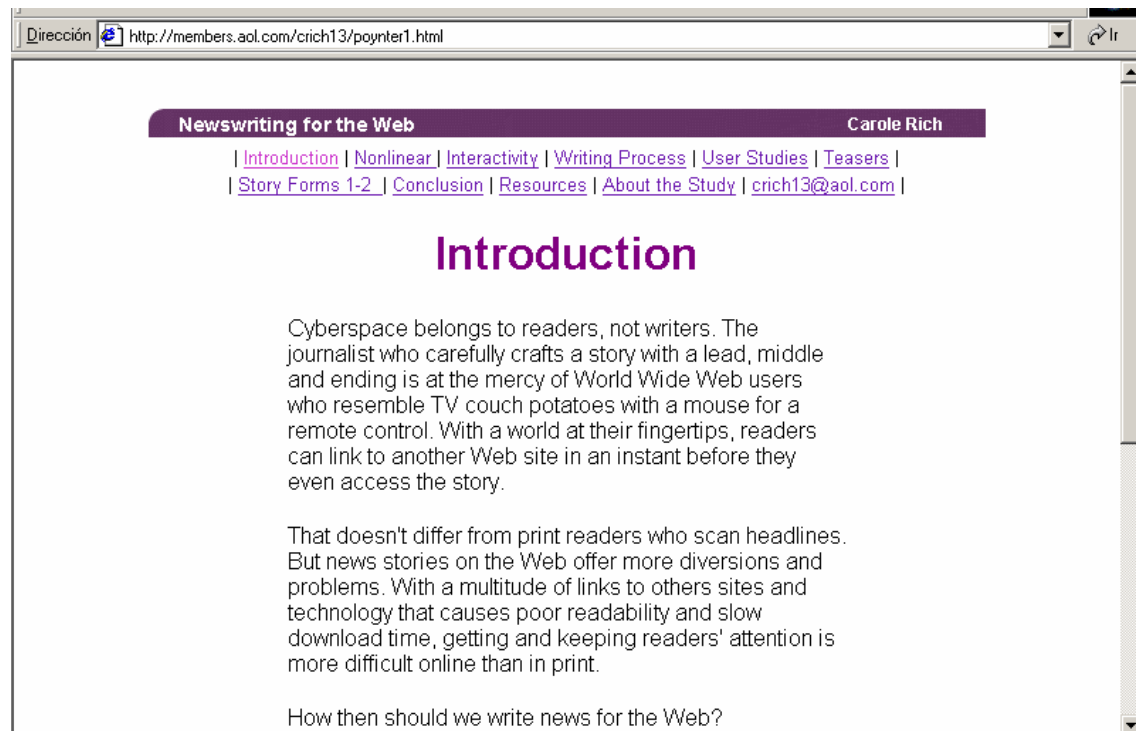 Dirección http://members.aol.com/crich13/poynter1.html Ir
Newswriting for the Web Carole Rich
| Introduction | Nonlinear | Interactivity | Writing Process | User Studies | Teasers |
| Story Forms 1-2 | Conclusion | Resources | About the Study | crich13@aol.com |
Introduction
Cyberspace belongs to readers, not writers. The
journalist who carefully crafts a story with a lead, middle
and ending is at the mercy of World Wide Web users
who resemble TV couch potatoes with a mouse for a
remote control. With a world at their fingertips, readers
can link to another Web site in an instant before they
even access the story.
That doesn't differ from print readers who scan headlines.
But news stories on the Web offer more diversions and
problems. With a multitude of links to others sites and
technology that causes poor readability and slow
download time, getting and keeping readers' attention is
more difficult online than in print.
How then should we write news for the Web?